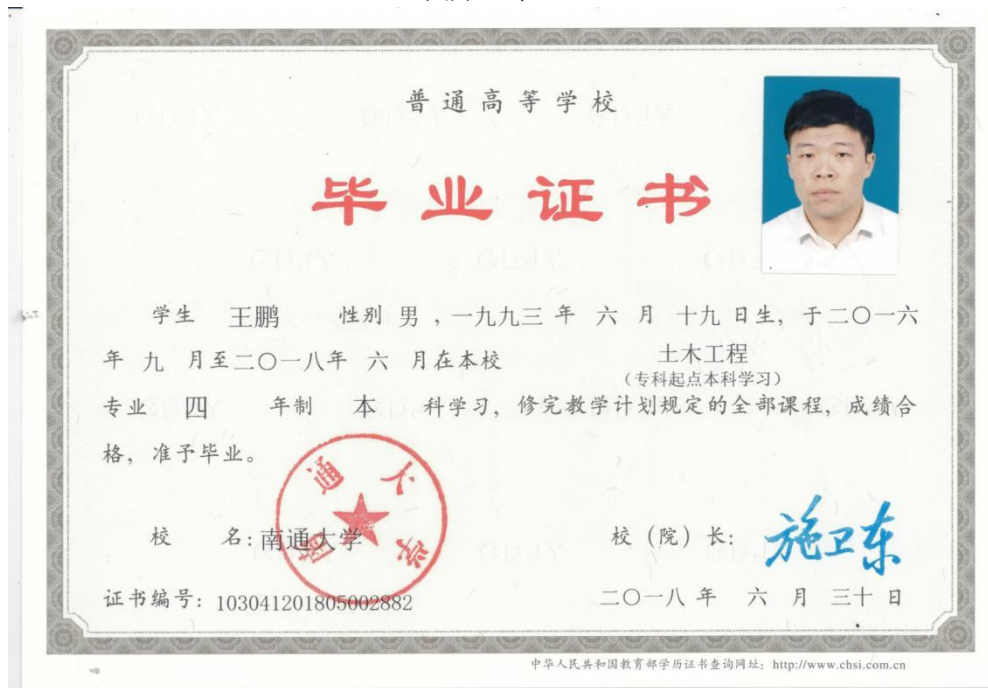 普通高等学校
毕业证书
学生 王鹏 性别 男 ，一九九三 年 六 月 十九 日生，于二〇一六
年 九 月至二〇一八年 六 月在本校 土木工程
（专科起点本科学习）
专业 四 年制 本 科学习，修完教学计划规定的全部课程，成绩合
格，准予毕业。
南通大学
校 名：南通大学 校（院）长：施卫东
证书编号：103041201805002882 二〇一八 年 六 月 三十 日
中华人民共和国教育部学历证书查询网址：http://www.chsi.com.cn